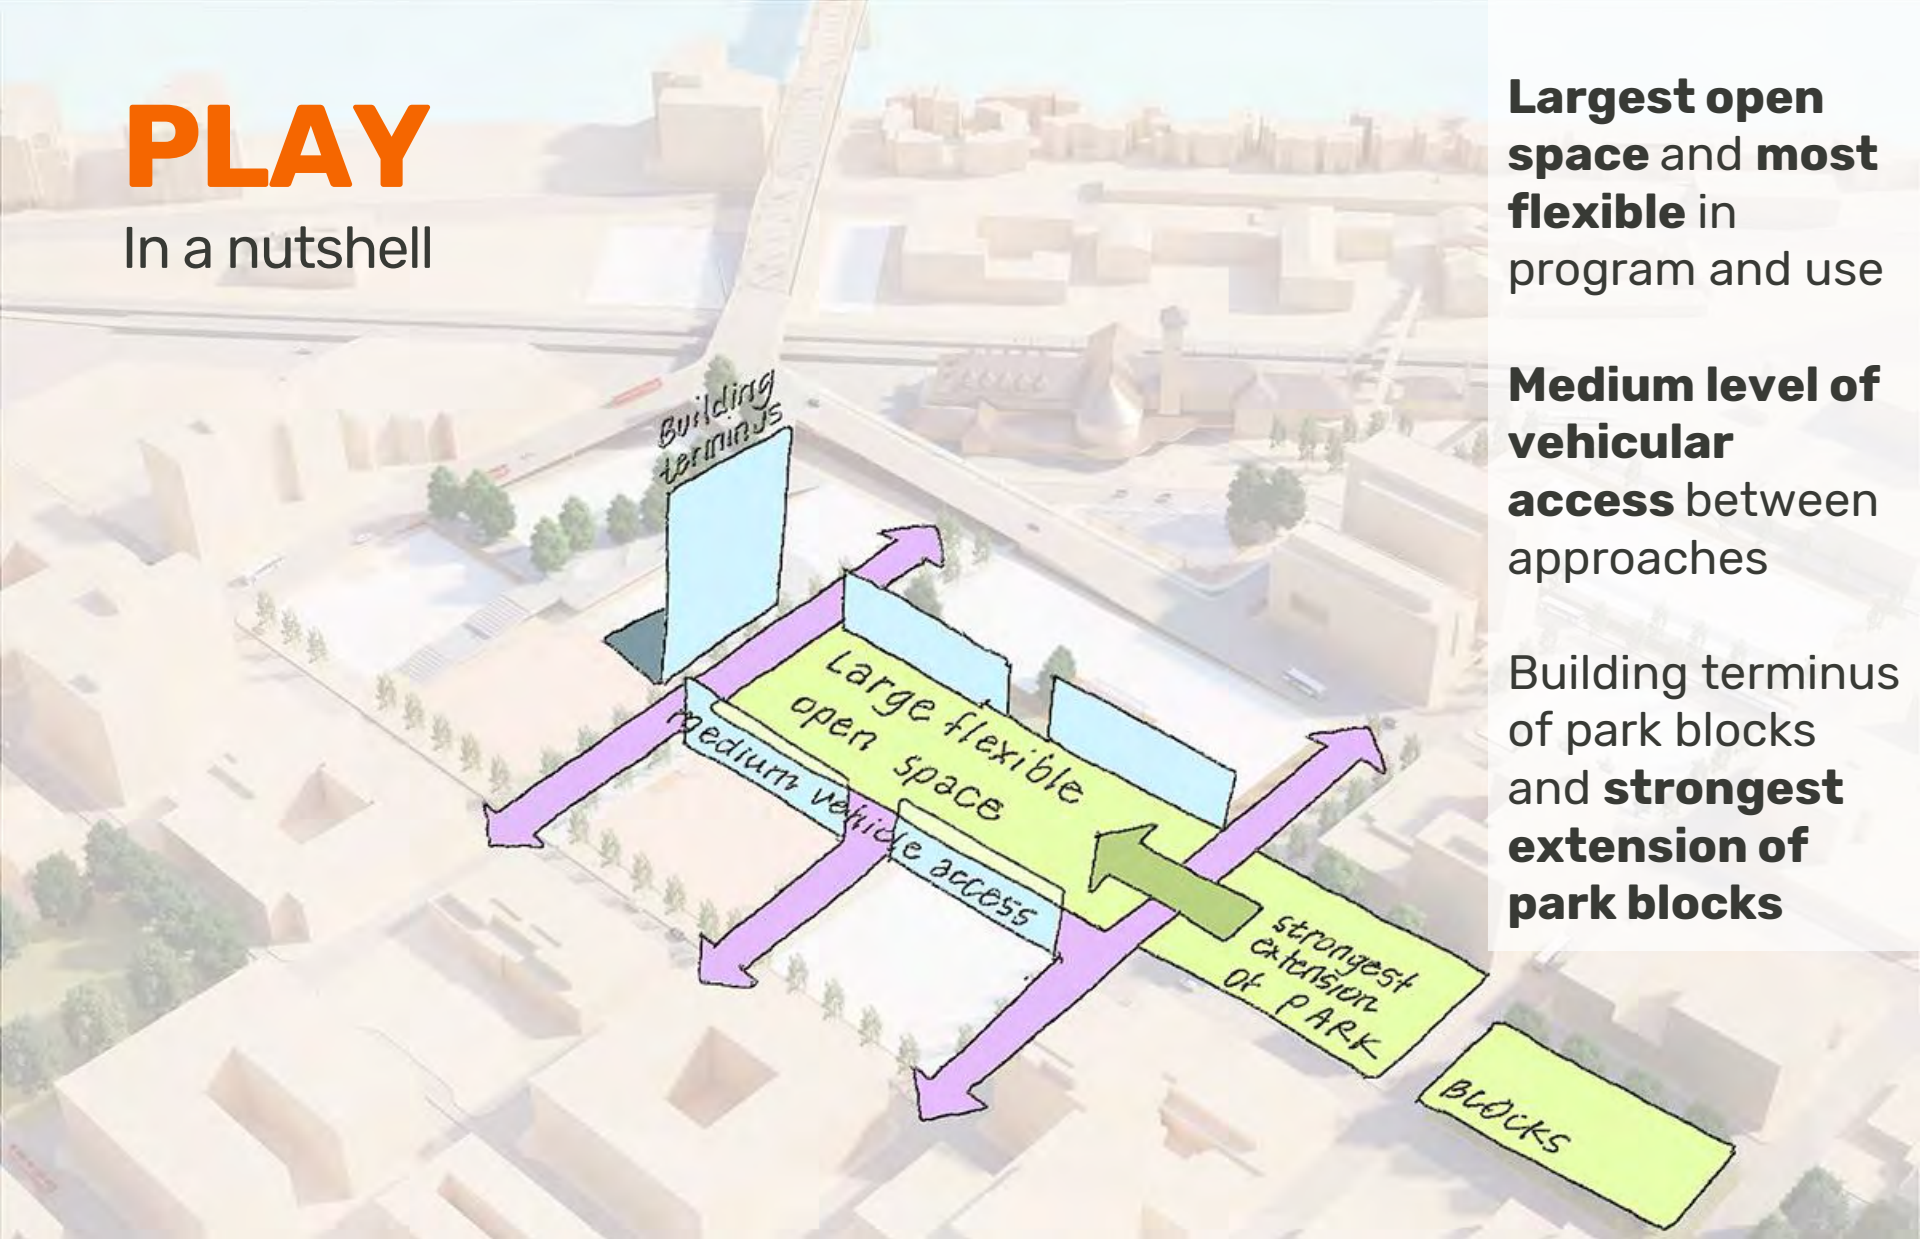 PLAY
In a nutshell
Building
terminus
Large flexible
open space
medium vehicle access
strongest
extension
of PARK
BLOCKS
Largest open
space and most
flexible in
program and use
Medium level of
vehicular
access between
approaches
Building terminus
of park blocks
and strongest
extension of
park blocks